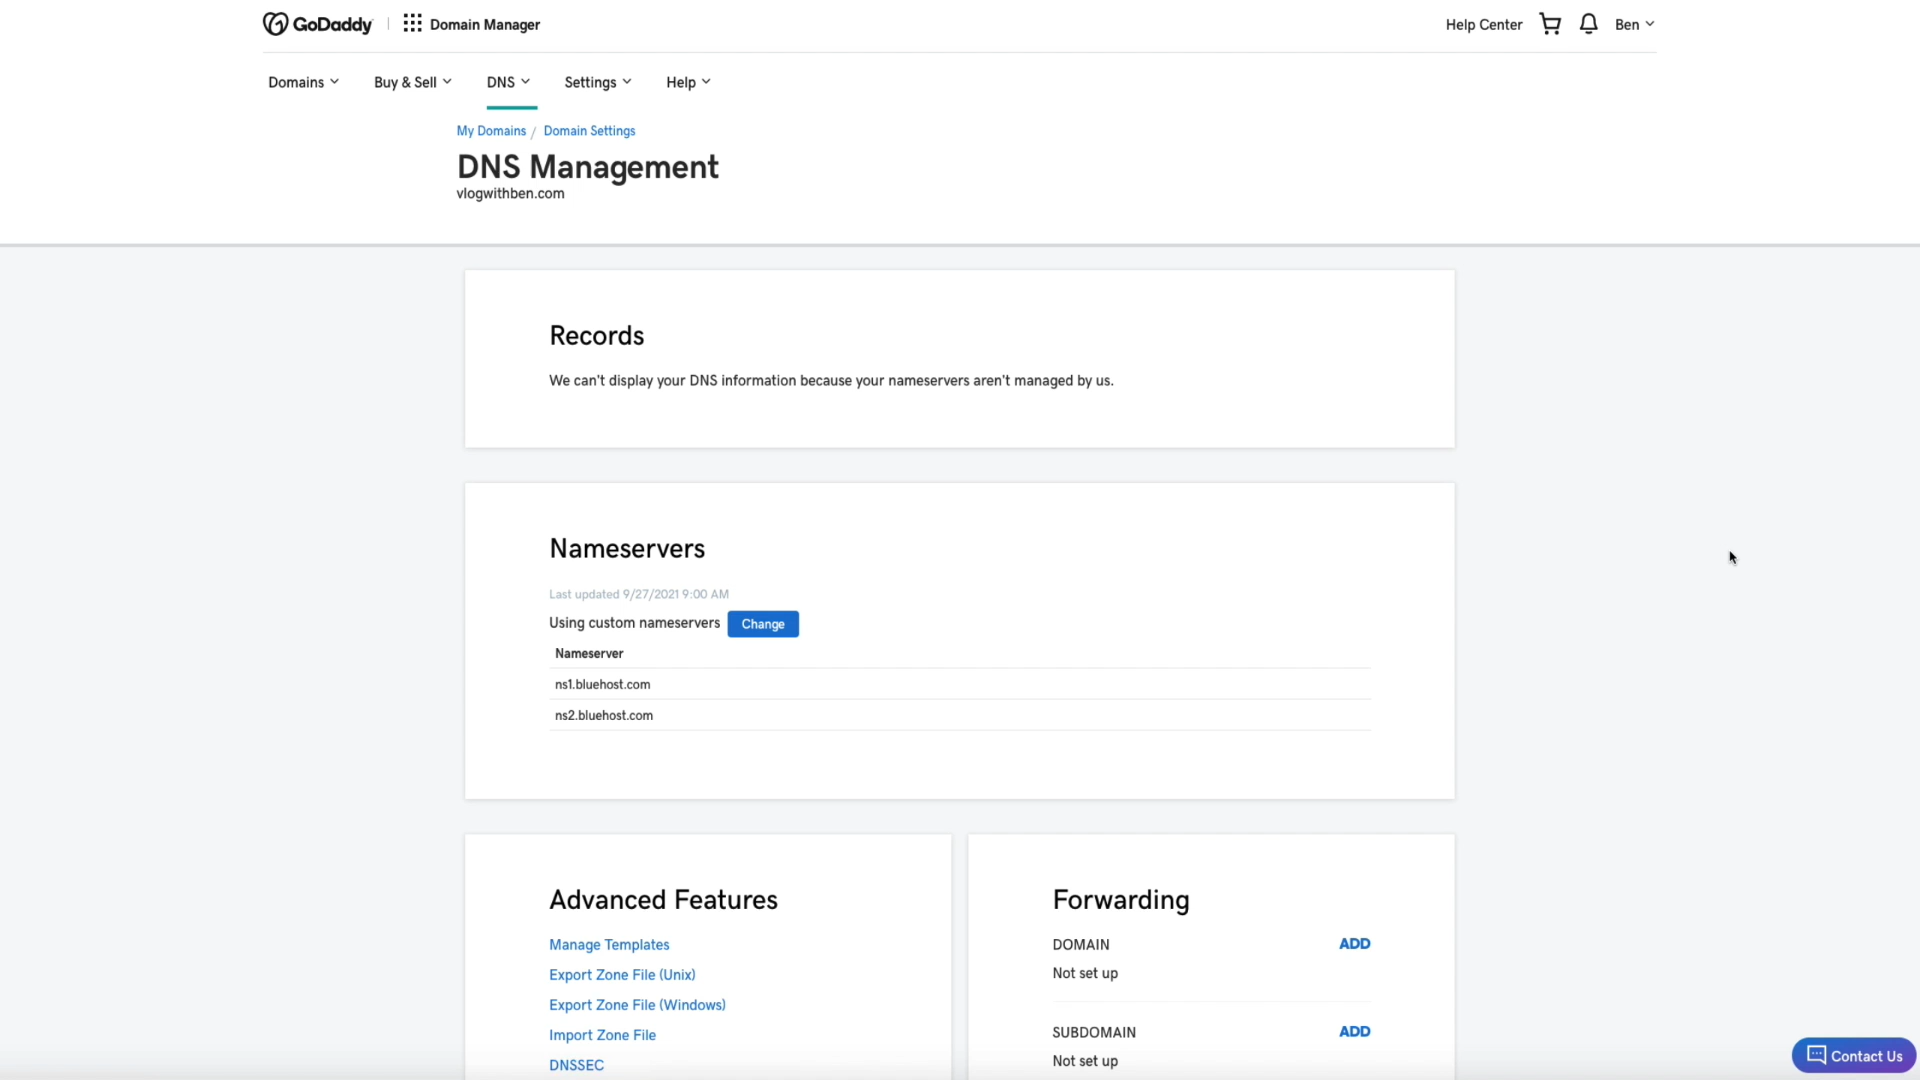 GoDaddy Domain Manager Help Center Ben
Domains Buy & Sell DNS Settings Help
My Domains / Domain Settings
DNS Management
vlogwithben.com
Records
We can't display your DNS information because your nameservers aren't managed by us.
Nameservers
Last updated 9/27/2021 9:00 AM
Using custom nameservers Change
Nameserver
ns1.bluehost.com
ns2.bluehost.com
Advanced Features
Manage Templates
Export Zone File (Unix)
Export Zone File (Windows)
Import Zone File
DNSSEC
Forwarding
DOMAIN ADD
Not set up
SUBDOMAIN ADD
Not set up
Contact Us